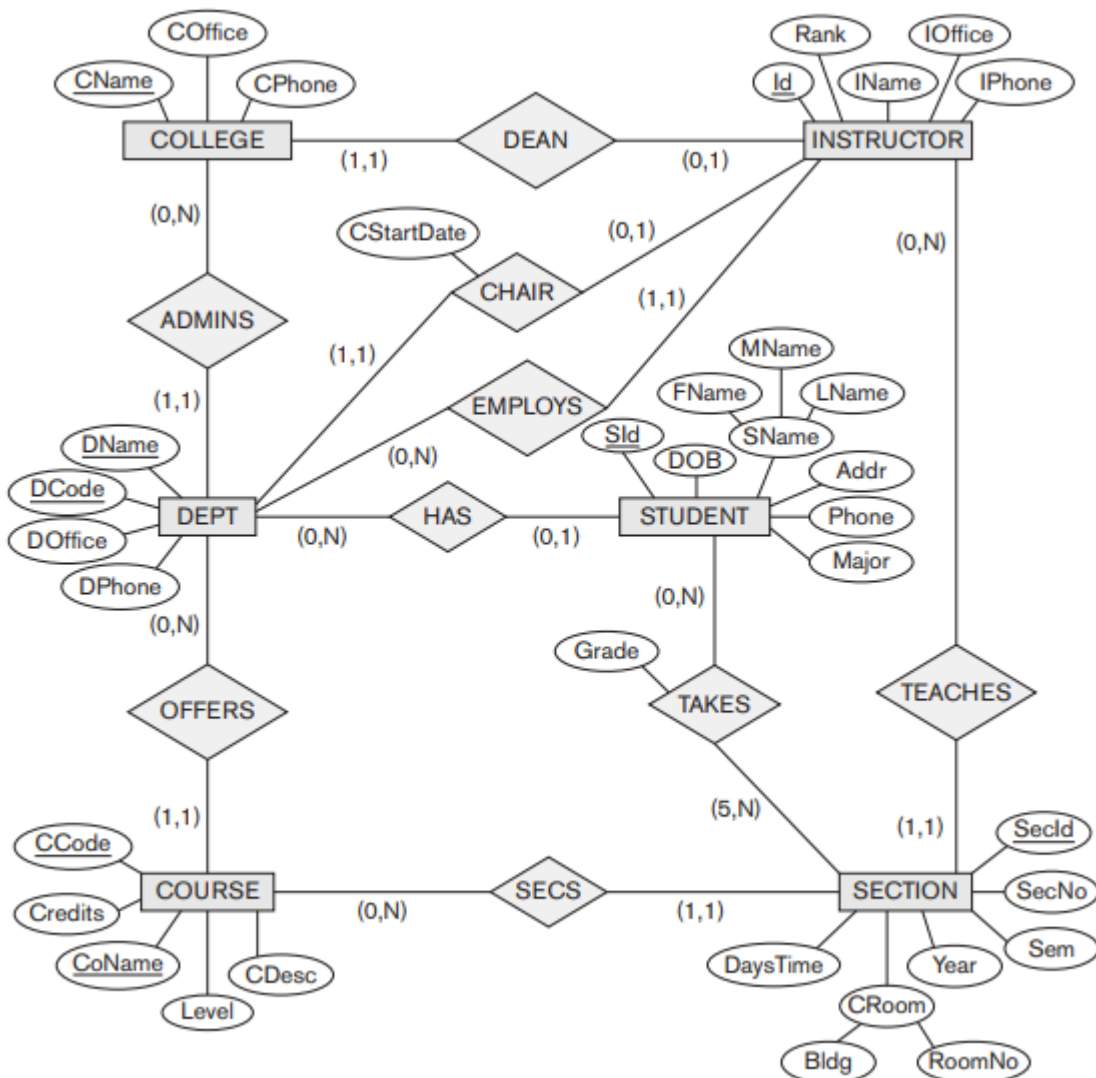 COffice
CName
CPhone
COLLEGE
Rank
IOffice
Id
IName
IPhone
INSTRUCTOR
DEAN
(1,1)
(0,1)
(0,N)
CStartDate
(0,1)
(0,N)
CHAIR
ADMINS
(1,1)
(1,1)
MName
(1,1)
EMPLOYS
FName
LName
DName
(0,N)
SId
SName
DOB
Addr
DCode
DEPT
HAS
STUDENT
Phone
DOffice
(0,N)
(0,1)
Major
DPhone
(0,N)
(0,N)
Grade
OFFERS
TAKES
TEACHES
(1,1)
(5,N)
(1,1)
CCode
SecId
COURSE
SECS
SECTION
SecNo
Credits
(0,N)
(1,1)
CoName
CDesc
DaysTime
Year
Sem
Level
CRoom
Bldg
RoomNo